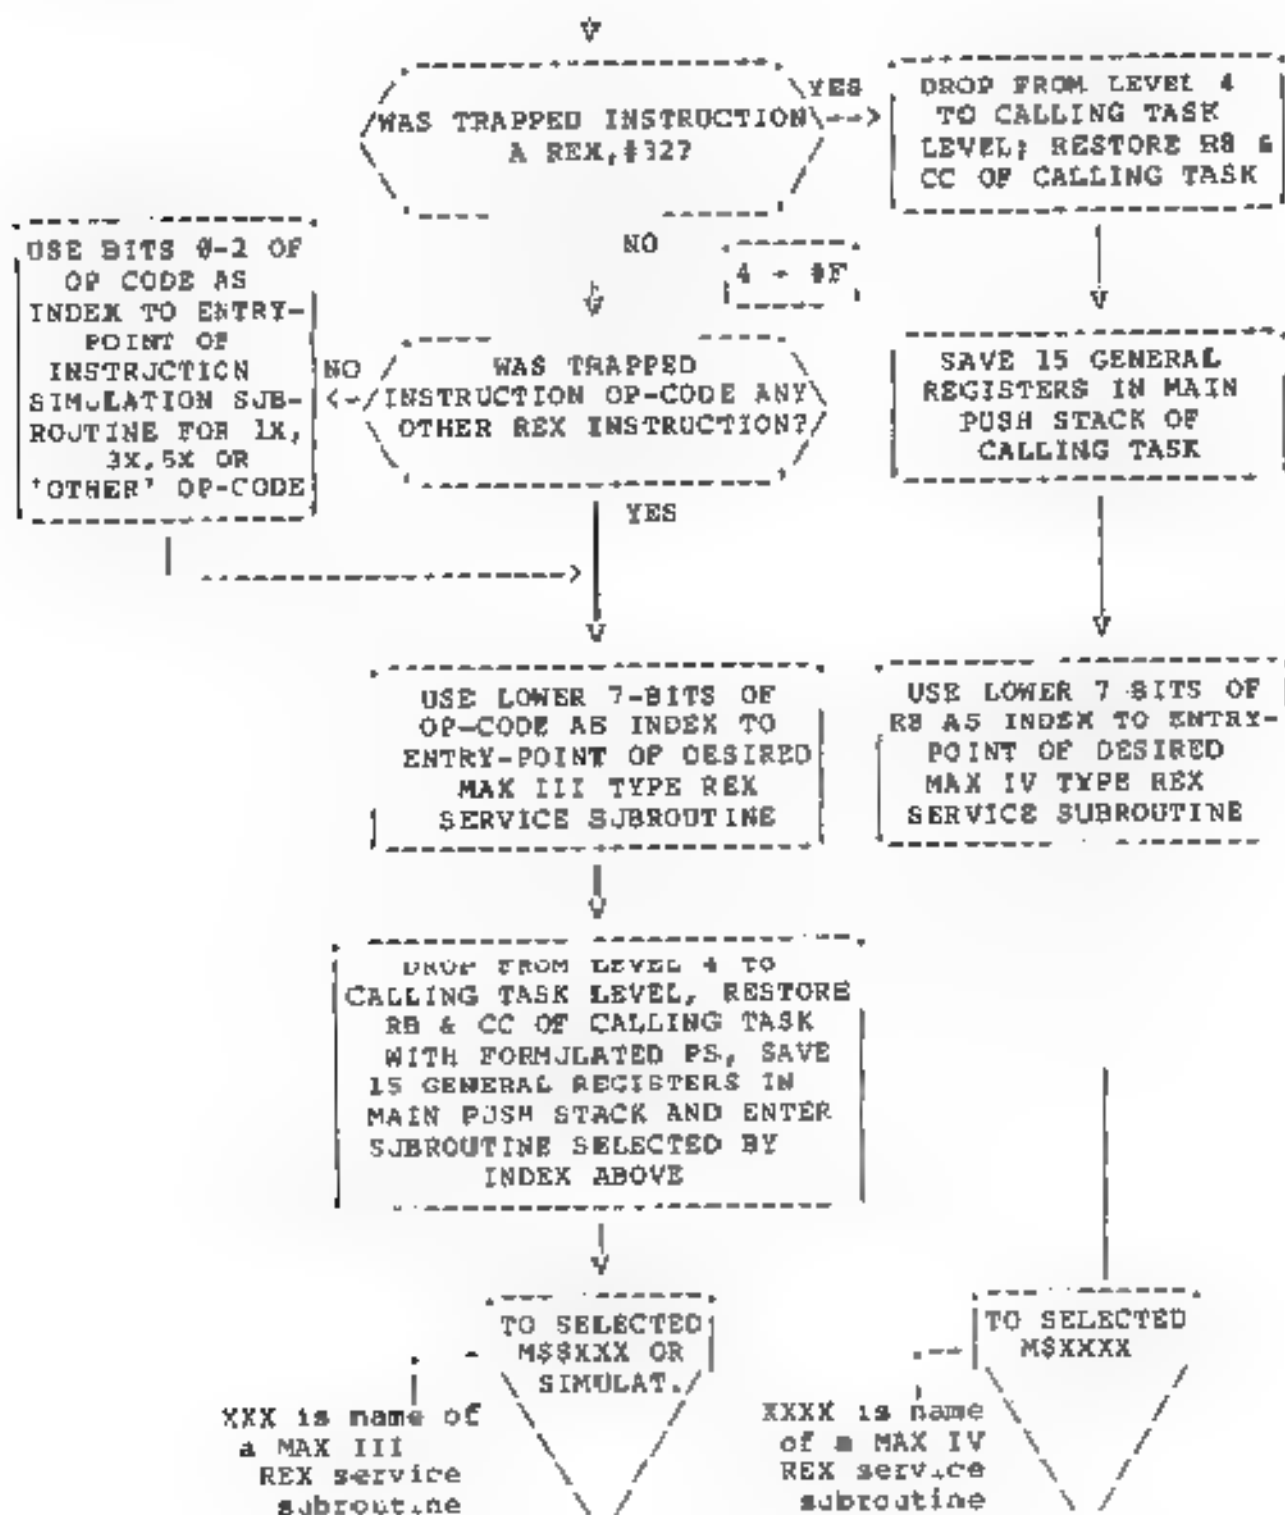 YES
WAS TRAPPED INSTRUCTION
A REX,#32?
DROP FROM LEVEL 4
TO CALLING TASK
LEVEL; RESTORE R8 &
CC OF CALLING TASK
NO
4 - #F
USE BITS 0-2 OF
OP CODE AS
INDEX TO ENTRY-
POINT OF
INSTRUCTION
SIMULATION SUB-
ROUTINE FOR 1X,
3X,5X OR
'OTHER' OP-CODE
NO
WAS TRAPPED
INSTRUCTION OP-CODE ANY
OTHER REX INSTRUCTION?
YES
SAVE 15 GENERAL
REGISTERS IN MAIN
PUSH STACK OF
CALLING TASK
USE LOWER 7-BITS OF
OP-CODE AS INDEX TO
ENTRY-POINT OF DESIRED
MAX III TYPE REX
SERVICE SUBROUTINE
USE LOWER 7 BITS OF
R8 AS INDEX TO ENTRY-
POINT OF DESIRED
MAX IV TYPE REX
SERVICE SUBROUTINE
DROP FROM LEVEL 4 TO
CALLING TASK LEVEL, RESTORE
R8 & CC OF CALLING TASK
WITH FORMULATED PS, SAVE
15 GENERAL REGISTERS IN
MAIN PUSH STACK AND ENTER
SUBROUTINE SELECTED BY
INDEX ABOVE
TO SELECTED
M$$XXX OR
SIMULAT.
XXX is name of
a MAX III
REX service
subroutine
TO SELECTED
M$XXXX
XXXX is name
of a MAX IV
REX service
subroutine